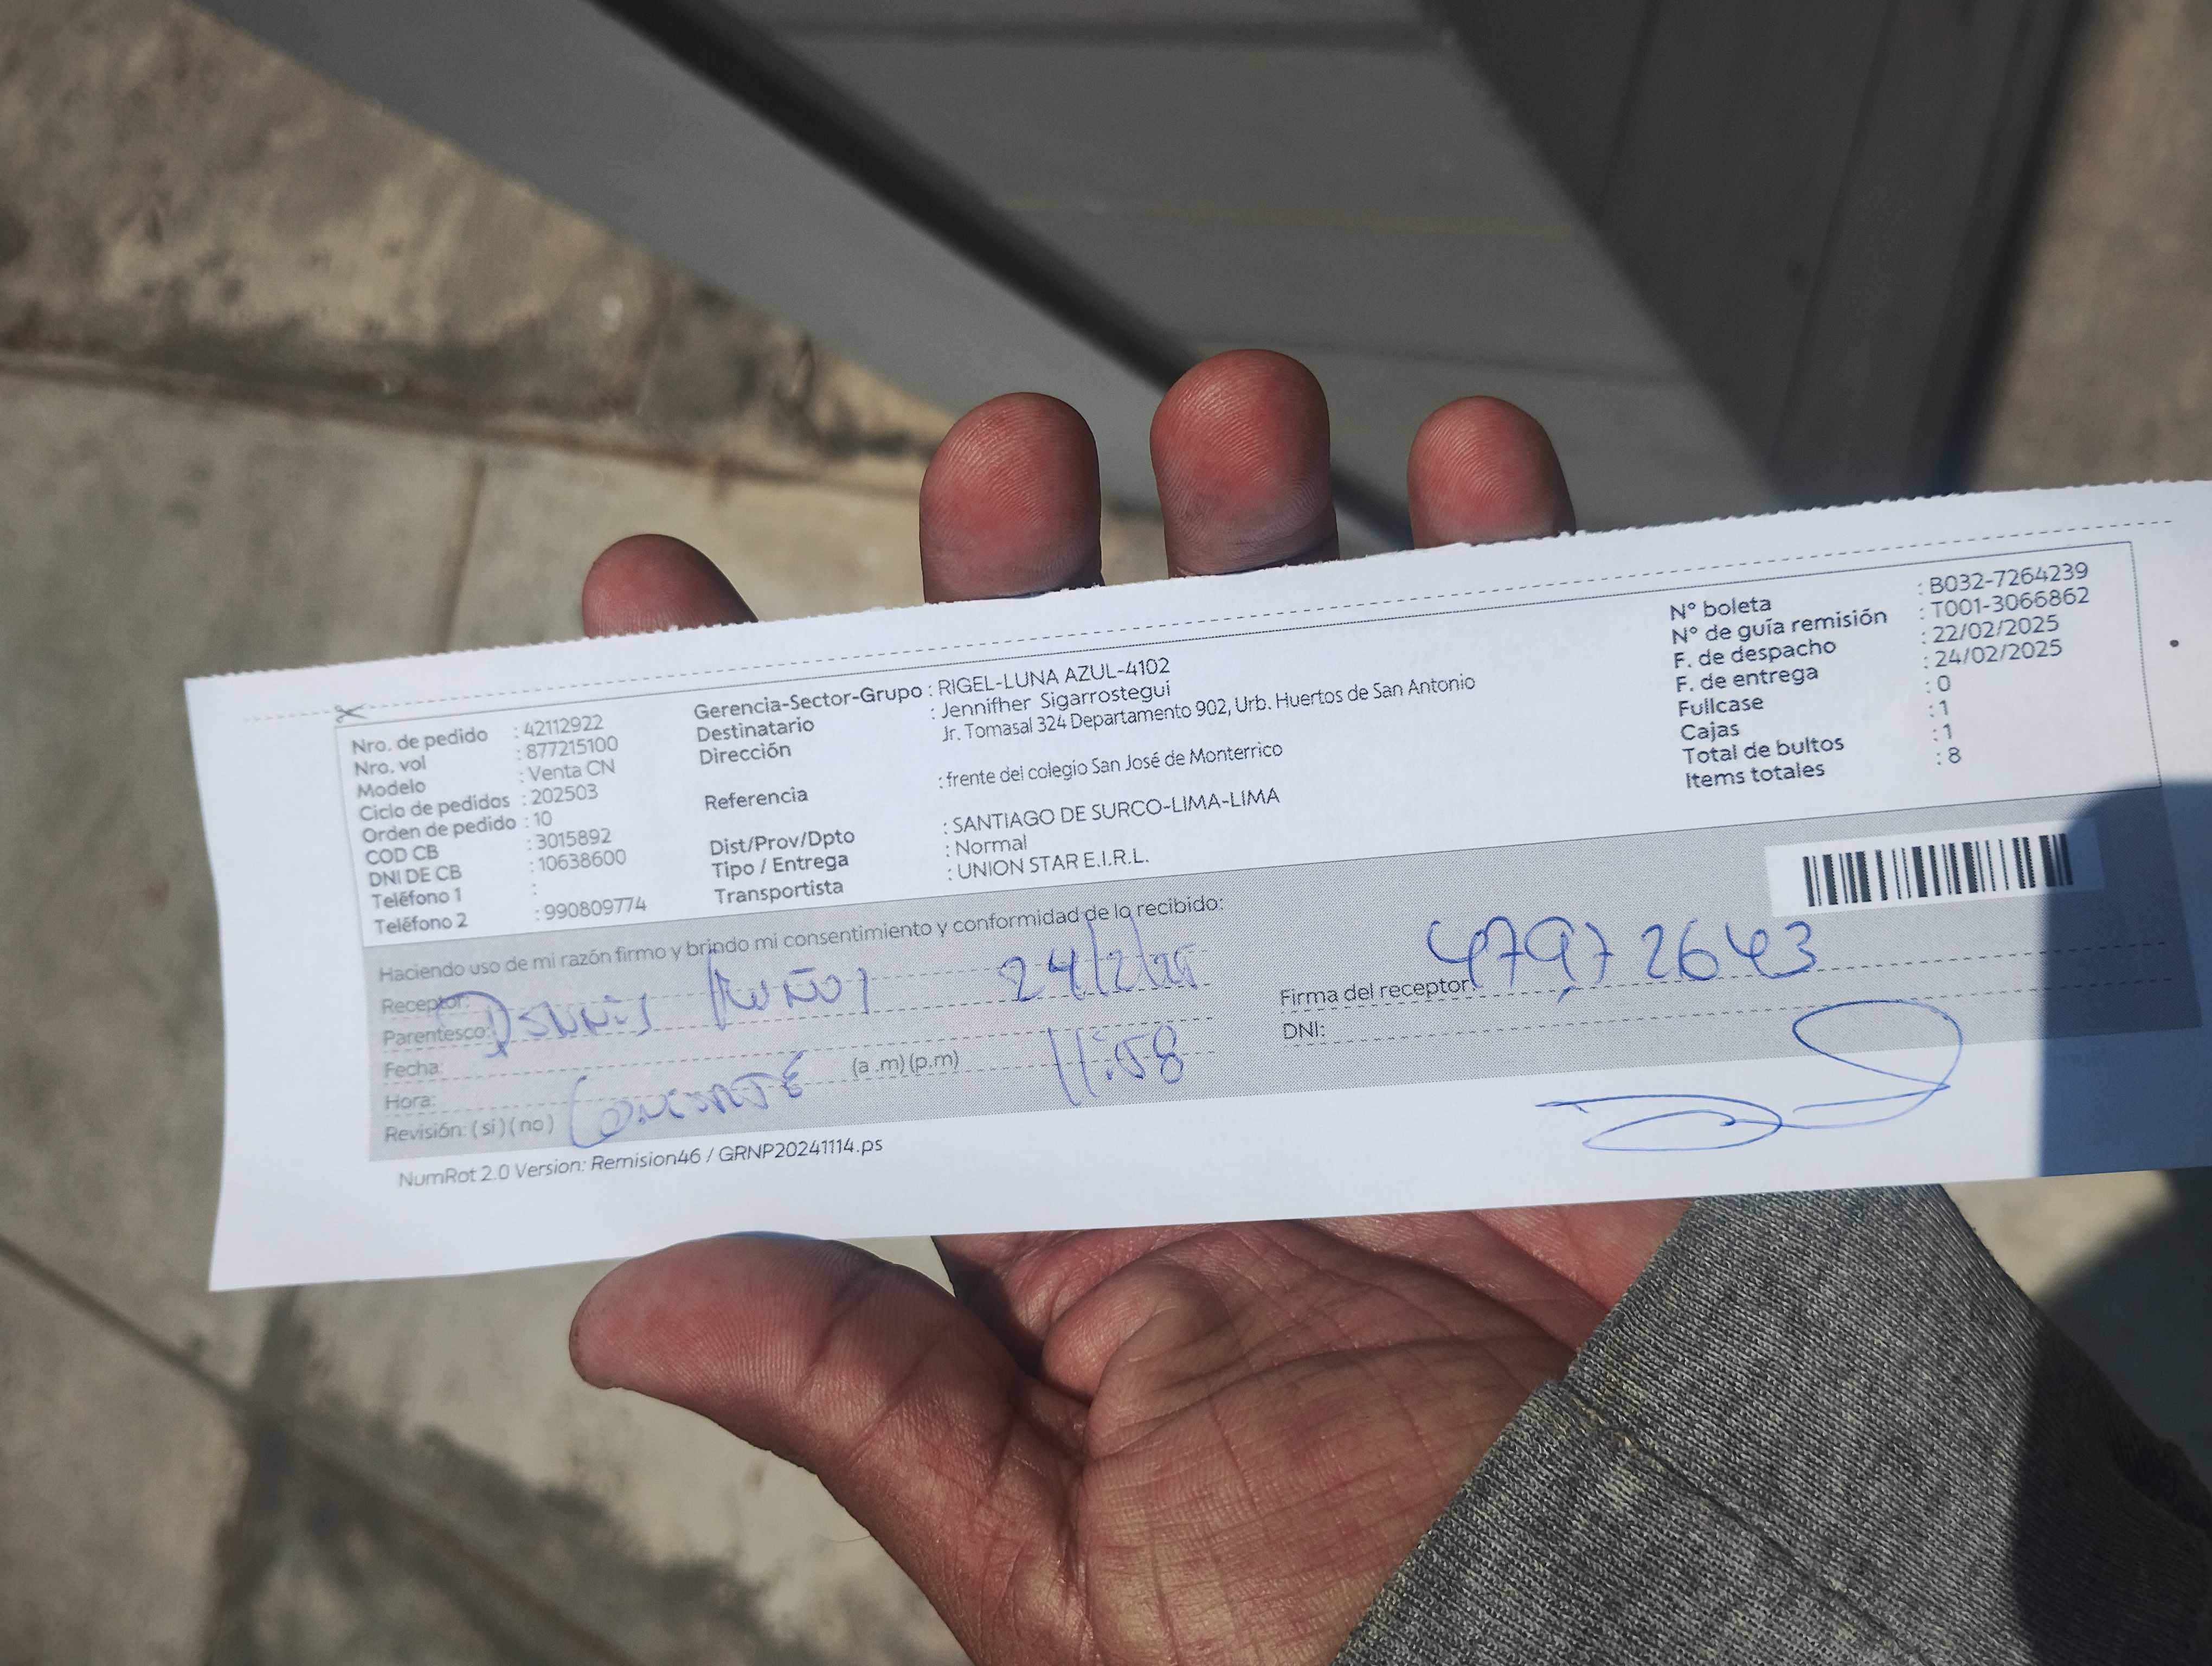 Nro. de pedido : 42112922
Nro. vol : 877215100
Modelo : Venta CN
Ciclo de pedidos : 202503
Orden de pedido : 10
COD CB : 3015892
DNI DE CB : 10638600
Teléfono 1 :
Teléfono 2 : 990809774
Gerencia-Sector-Grupo : RIGEL-LUNA AZUL-4102
Destinatario : Jennifher Sigarrostegui
Dirección Jr. Tomasal 324 Departamento 902, Urb. Huertos de San Antonio
Referencia : frente del colegio San José de Monterrico
Dist/Prov/Dpto : SANTIAGO DE SURCO-LIMA-LIMA
Tipo / Entrega : Normal
Transportista : UNION STAR E.I.R.L.
N° boleta : B032-7264239
N° de guía remisión : T001-3066862
F. de despacho : 22/02/2025
F. de entrega : 24/02/2025
Fullcase : 0
Cajas : 1
Total de bultos : 1
Items totales : 8
Haciendo uso de mi razón firmo y brindo mi consentimiento y conformidad de lo recibido:
Receptor: Dennis Muñoz 24/2/25
Parentesco:
Fecha:
Hora: (a.m)(p.m) 11:58
Revisión: (si)(no)
Firma del receptor: 47972643
DNI:
NumRot 2.0 Version: Remision46 / GRNP20241114.ps